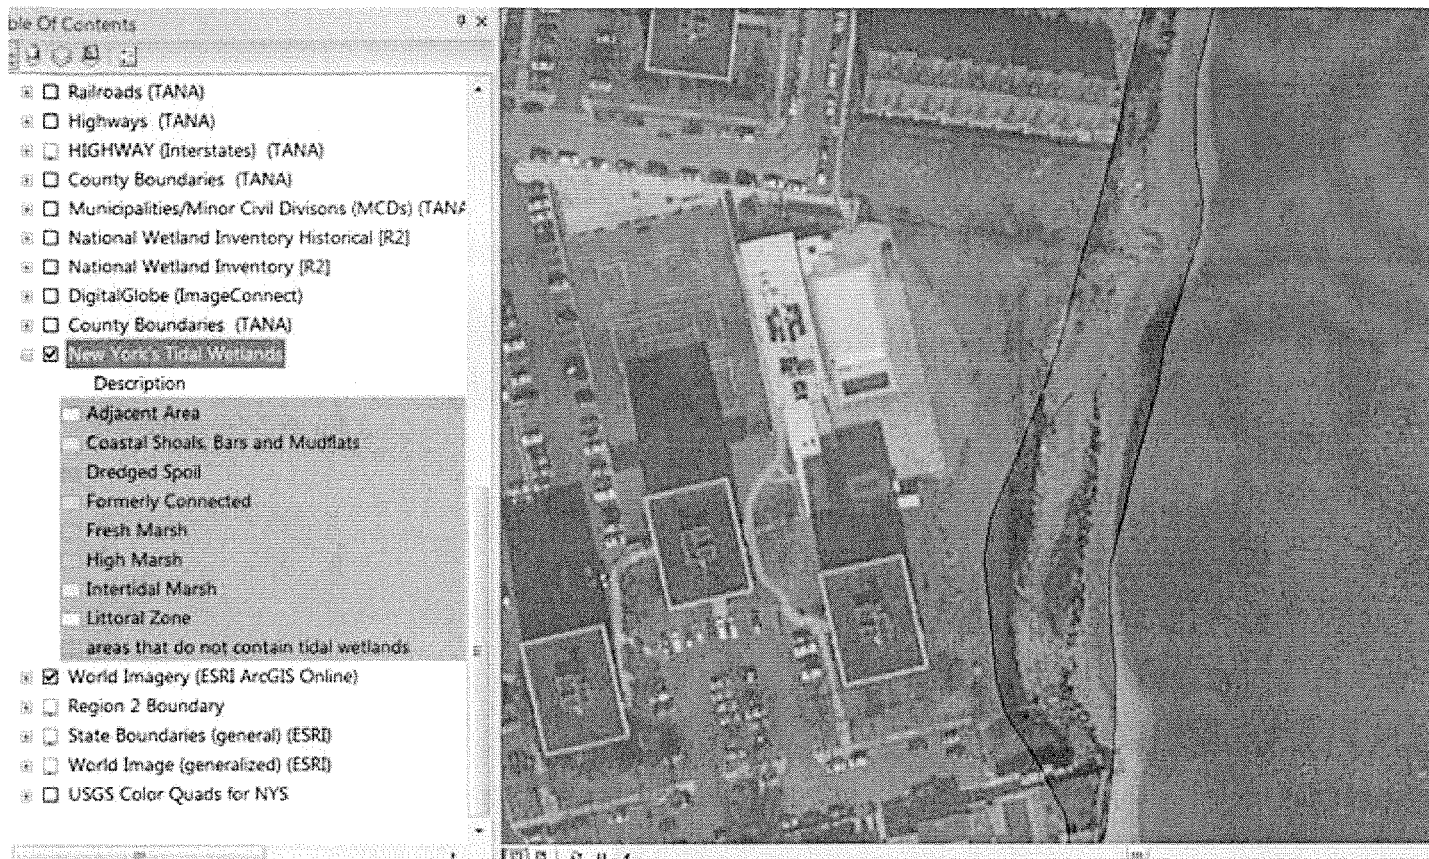 ble Of Contents
Railroads (TANA)
Highways (TANA)
HIGHWAY (Interstates) (TANA)
County Boundaries (TANA)
Municipalities/Minor Civil Divisons (MCDs) (TANA
National Wetland Inventory Historical [R2]
National Wetland Inventory [R2]
DigitalGlobe (ImageConnect)
County Boundaries (TANA)
New York's Tidal Wetlands
Description
Adjacent Area
Coastal Shoals, Bars and Mudflats
Dredged Spoil
Formerly Connected
Fresh Marsh
High Marsh
Intertidal Marsh
Littoral Zone
areas that do not contain tidal wetlands
World Imagery (ESRI ArcGIS Online)
Region 2 Boundary
State Boundaries (general) (ESRI)
World Image (generalized) (ESRI)
USGS Color Quads for NYS